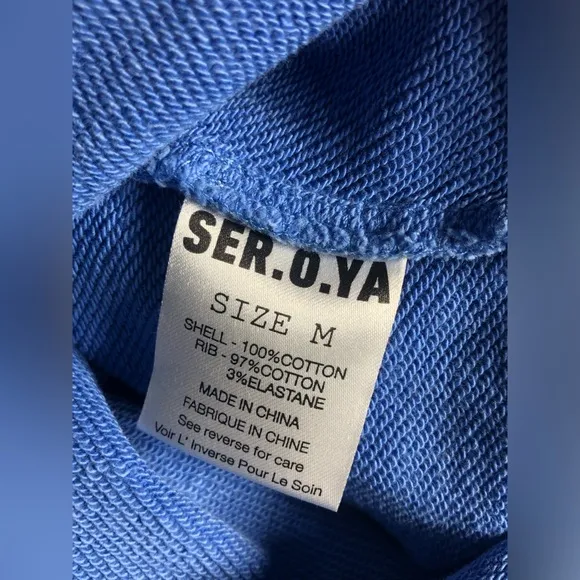 SER.O.YA
SIZE M
SHELL - 100%COTTON
RIB - 97%COTTON
3%ELASTANE
MADE IN CHINA
FABRIQUE IN CHINE
See reverse for care
Voir L' Inverse Pour Le Soin